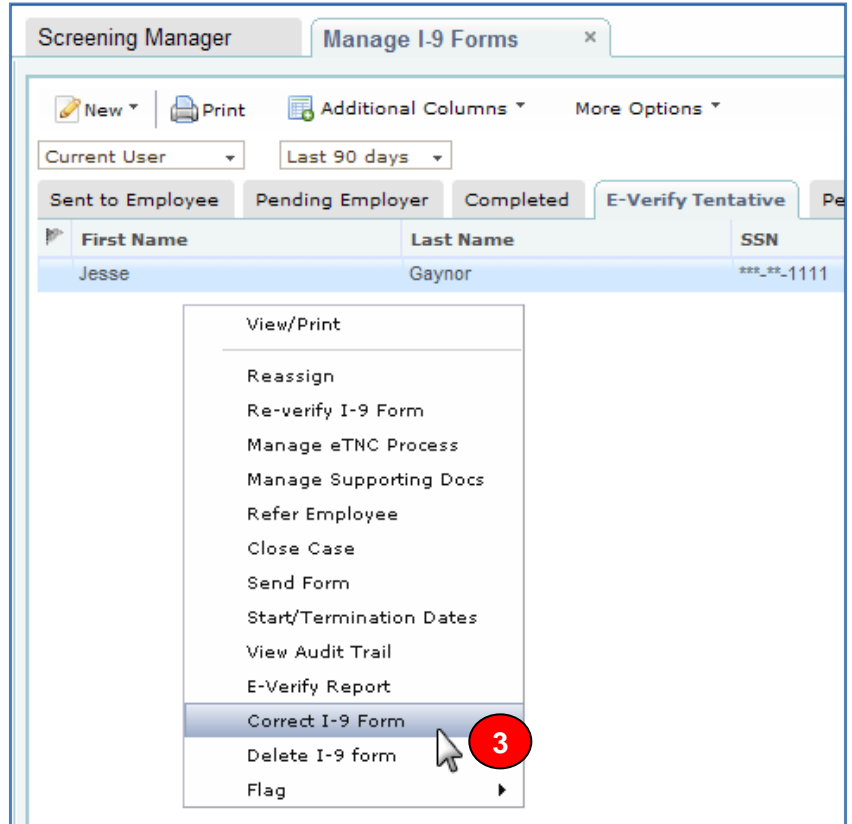 Screening Manager Manage I-9 Forms ×
New Print Additional Columns More Options
Current User Last 90 days
Sent to Employee Pending Employer Completed E-Verify Tentative Pe
First Name Last Name SSN
Jesse Gaynor ***-**-1111
View/Print
Reassign
Re-verify I-9 Form
Manage eTNC Process
Manage Supporting Docs
Refer Employee
Close Case
Send Form
Start/Termination Dates
View Audit Trail
E-Verify Report
Correct I-9 Form
3
Delete I-9 form
Flag